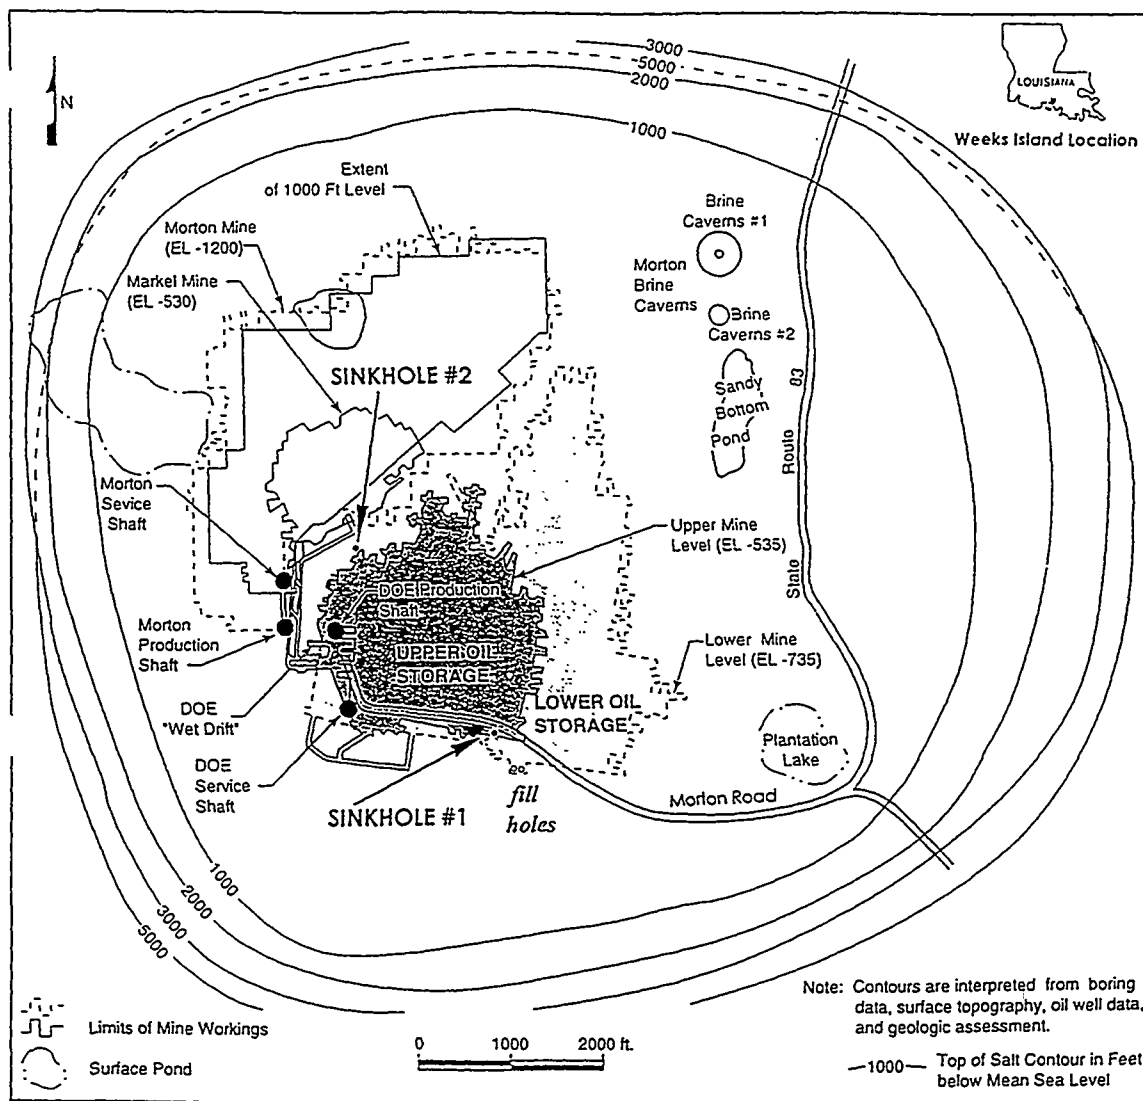 3000
5000
2000
1000
N
LOUISIANA
Weeks Island Location
Extent
of 1000 Ft Level
Morton Mine
(EL -1200)
Markel Mine
(EL -530)
Brine
Caverns #1
Morton
Brine
Caverns
Brine
Caverns #2
SINKHOLE #2
Sandy
Bottom
Pond
State Route 83
Morton
Sevice
Shaft
Upper Mine
Level (EL -535)
DOE Production
Shaft
Morton
Production
Shaft
UPPER OIL
STORAGE
Lower Mine
Level (EL -735)
DOE
"Wet Drift"
LOWER OIL
STORAGE
Plantation
Lake
DOE
Service
Shaft
SINKHOLE #1
fill
holes
Morton Road
1000
2000
3000
5000
Limits of Mine Workings
Surface Pond
0 1000 2000 ft.
Note: Contours are interpreted from boring
data, surface topography, oil well data,
and geologic assessment.
—1000— Top of Salt Contour in Feet
below Mean Sea Level